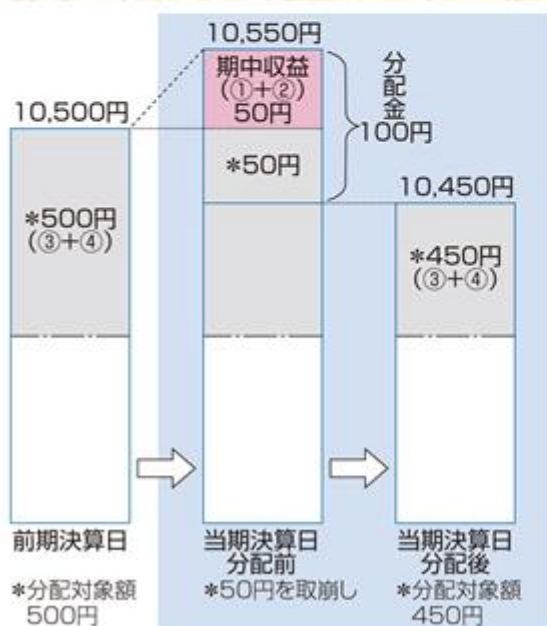 10,550円
期中収益
(①+②)
50円
分配金
100円
10,500円
*50円
10,450円
*500円
(③+④)
*450円
(③+④)
前期決算日
当期決算日
分配前
当期決算日
分配後
*分配対象額
500円
*50円を取崩し
*分配対象額
450円